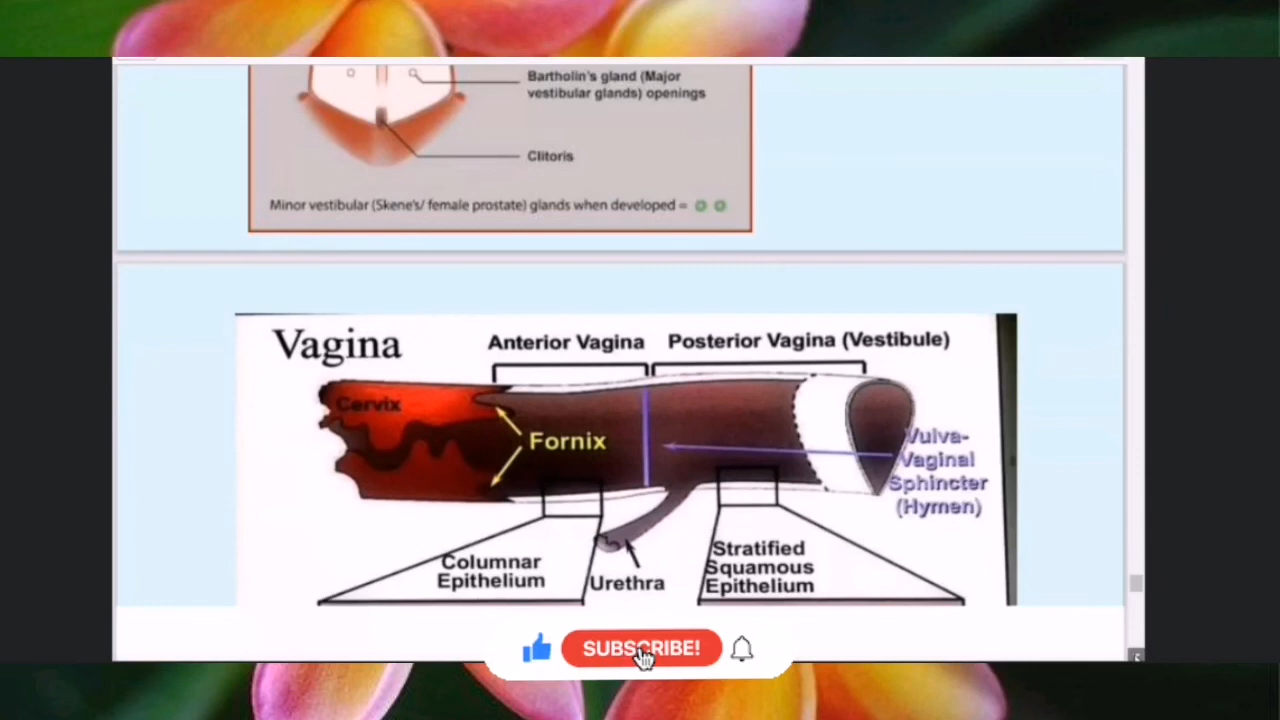 Bartholin's gland (Major
vestibular glands) openings
Clitoris
Minor vestibular (Skene's/ female prostate) glands when developed =
Vagina
Anterior Vagina
Posterior Vagina (Vestibule)
Cervix
Fornix
Vulva-
Vaginal
Sphincter
(Hymen)
Columnar
Epithelium
Urethra
Stratified
Squamous
Epithelium
SUBSCRIBE!